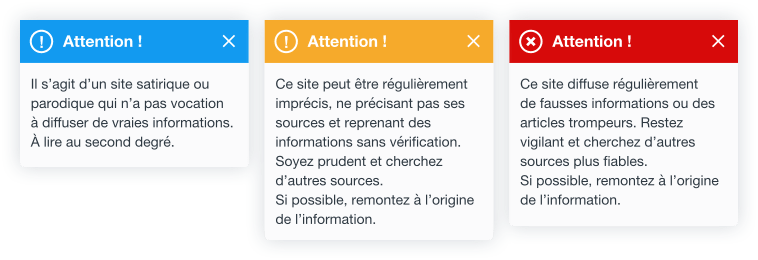 Attention !
Il s’agit d’un site satirique ou
parodique qui n’a pas vocation
à diffuser de vraies informations.
À lire au second degré.
Attention !
Ce site peut être régulièrement
imprécis, ne précisant pas ses
sources et reprenant des
informations sans vérification.
Soyez prudent et cherchez
d’autres sources.
Si possible, remontez à l’origine
de l’information.
Attention !
Ce site diffuse régulièrement
de fausses informations ou des
articles trompeurs. Restez
vigilant et cherchez d’autres
sources plus fiables.
Si possible, remontez à l’origine
de l’information.